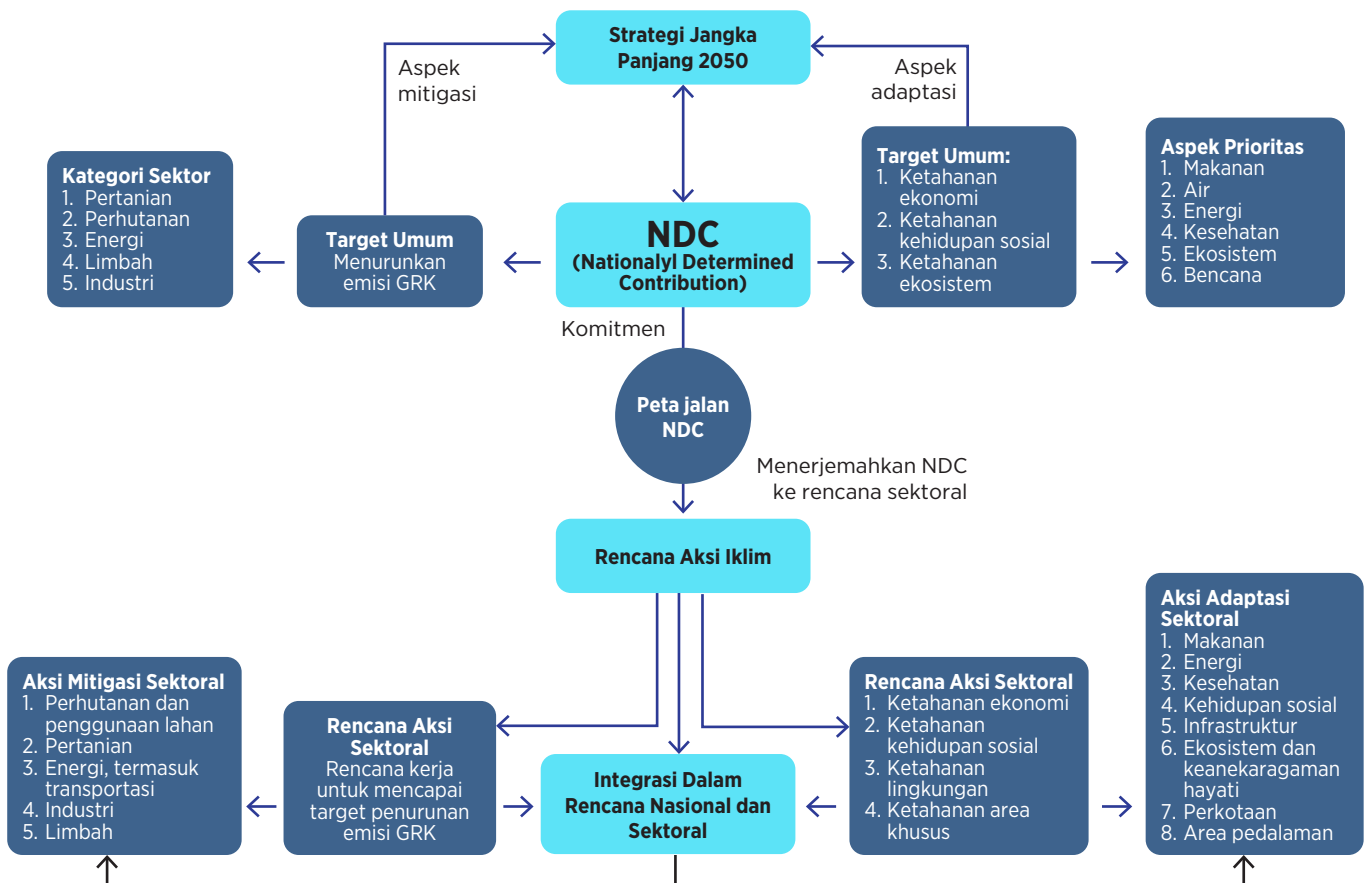 Strategi Jangka
Panjang 2050
Aspek
mitigasi
Aspek
adaptasi
Kategori Sektor
1. Pertanian
2. Perhutanan
3. Energi
4. Limbah
5. Industri
Target Umum
Menurunkan
emisi GRK
NDC
(Nationalyl Determined
Contribution)
Target Umum:
1. Ketahanan
ekonomi
2. Ketahanan
kehidupan sosial
3. Ketahanan
ekosistem
Aspek Prioritas
1. Makanan
2. Air
3. Energi
4. Kesehatan
5. Ekosistem
6. Bencana
Komitmen
Peta jalan
NDC
Menerjemahkan NDC
ke rencana sektoral
Rencana Aksi Iklim
Aksi Mitigasi Sektoral
1. Perhutanan dan
penggunaan lahan
2. Pertanian
3. Energi, termasuk
transportasi
4. Industri
5. Limbah
Rencana Aksi
Sektoral
Rencana kerja
untuk mencapai
target penurunan
emisi GRK
Integrasi Dalam
Rencana Nasional dan
Sektoral
Rencana Aksi Sektoral
1. Ketahanan ekonomi
2. Ketahanan
kehidupan sosial
3. Ketahanan
lingkungan
4. Ketahanan area
khusus
Aksi Adaptasi
Sektoral
1. Makanan
2. Energi
3. Kesehatan
4. Kehidupan sosial
5. Infrastruktur
6. Ekosistem dan
keanekaragaman
hayati
7. Perkotaan
8. Area pedalaman